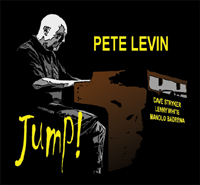 PETE LEVIN
DAVE STRYKER
LENNY WHITE
MANOLO BADRENA
Jump!